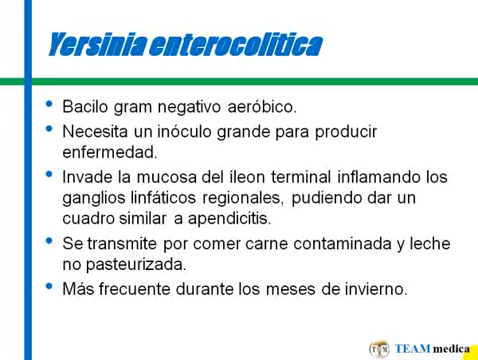 Yersinia enterocolitica
• Bacilo gram negativo aeróbico.
• Necesita un inóculo grande para producir
enfermedad.
• Invade la mucosa del íleon terminal inflamando los
ganglios linfáticos regionales, pudiendo dar un
cuadro similar a apendicitis.
• Se transmite por comer carne contaminada y leche
no pasteurizada.
• Más frecuente durante los meses de invierno.
TEAM medica